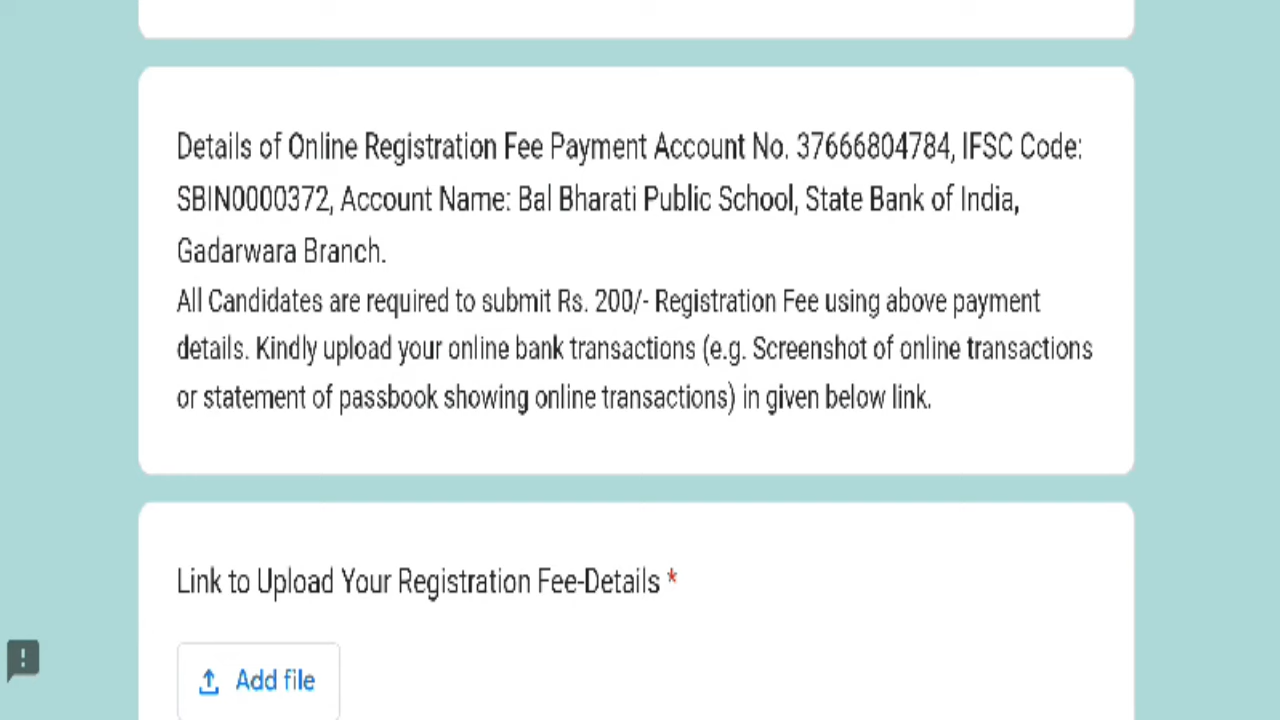 Details of Online Registration Fee Payment Account No. 37666804784, IFSC Code:
SBIN0000372, Account Name: Bal Bharati Public School, State Bank of India,
Gadarwara Branch.
All Candidates are required to submit Rs. 200/- Registration Fee using above payment
details. Kindly upload your online bank transactions (e.g. Screenshot of online transactions
or statement of passbook showing online transactions) in given below link.
Link to Upload Your Registration Fee-Details *
Add file